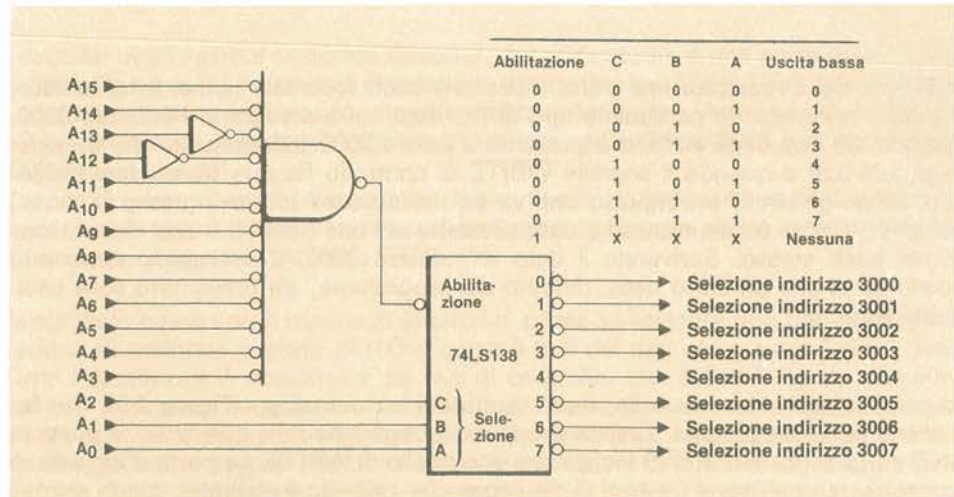 Abilitazione C B A Uscita bassa
0 0 0 0 0
0 0 0 1 1
0 0 1 0 2
0 0 1 1 3
0 1 0 0 4
0 1 0 1 5
0 1 1 0 6
0 1 1 1 7
1 X X X Nessuna
A15
A14
A13
A12
A11
A10
A9
A8
A7
A6
A5
A4
A3
A2
A1
A0
Abilita-
zione
74LS138
C
B
A
Sele-
zione
0 Selezione indirizzo 3000
1 Selezione indirizzo 3001
2 Selezione indirizzo 3002
3 Selezione indirizzo 3003
4 Selezione indirizzo 3004
5 Selezione indirizzo 3005
6 Selezione indirizzo 3006
7 Selezione indirizzo 3007